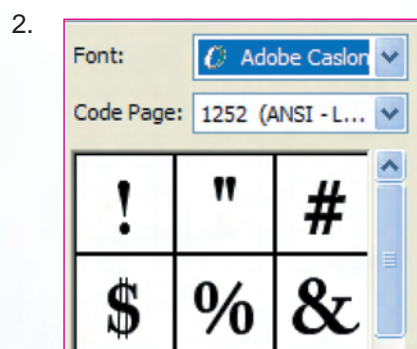 2.
Font: Adobe Caslon
Code Page: 1252 (ANSI - L...
! " #
$ % &